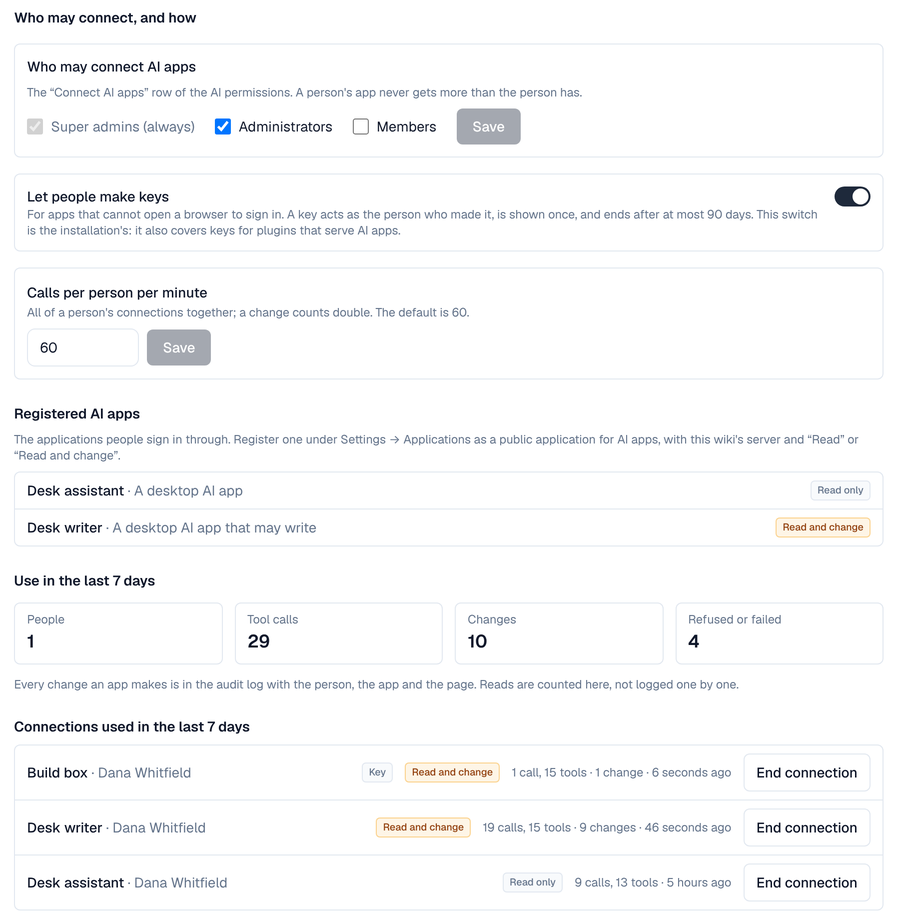 Who may connect, and how
Who may connect AI apps
The “Connect AI apps” row of the AI permissions. A person's app never gets more than the person has.
Super admins (always)
Administrators
Members
Save
Let people make keys
For apps that cannot open a browser to sign in. A key acts as the person who made it, is shown once, and ends after at most 90 days. This switch
is the installation's: it also covers keys for plugins that serve AI apps.
Calls per person per minute
All of a person's connections together; a change counts double. The default is 60.
60
Save
Registered AI apps
The applications people sign in through. Register one under Settings → Applications as a public application for AI apps, with this wiki's server and “Read” or
“Read and change”.
Desk assistant · A desktop AI app
Read only
Desk writer · A desktop AI app that may write
Read and change
Use in the last 7 days
People
1
Tool calls
29
Changes
10
Refused or failed
4
Every change an app makes is in the audit log with the person, the app and the page. Reads are counted here, not logged one by one.
Connections used in the last 7 days
Build box · Dana Whitfield
Key
Read and change
1 call, 15 tools · 1 change · 6 seconds ago
End connection
Desk writer · Dana Whitfield
Read and change
19 calls, 15 tools · 9 changes · 46 seconds ago
End connection
Desk assistant · Dana Whitfield
Read only
9 calls, 13 tools · 5 hours ago
End connection